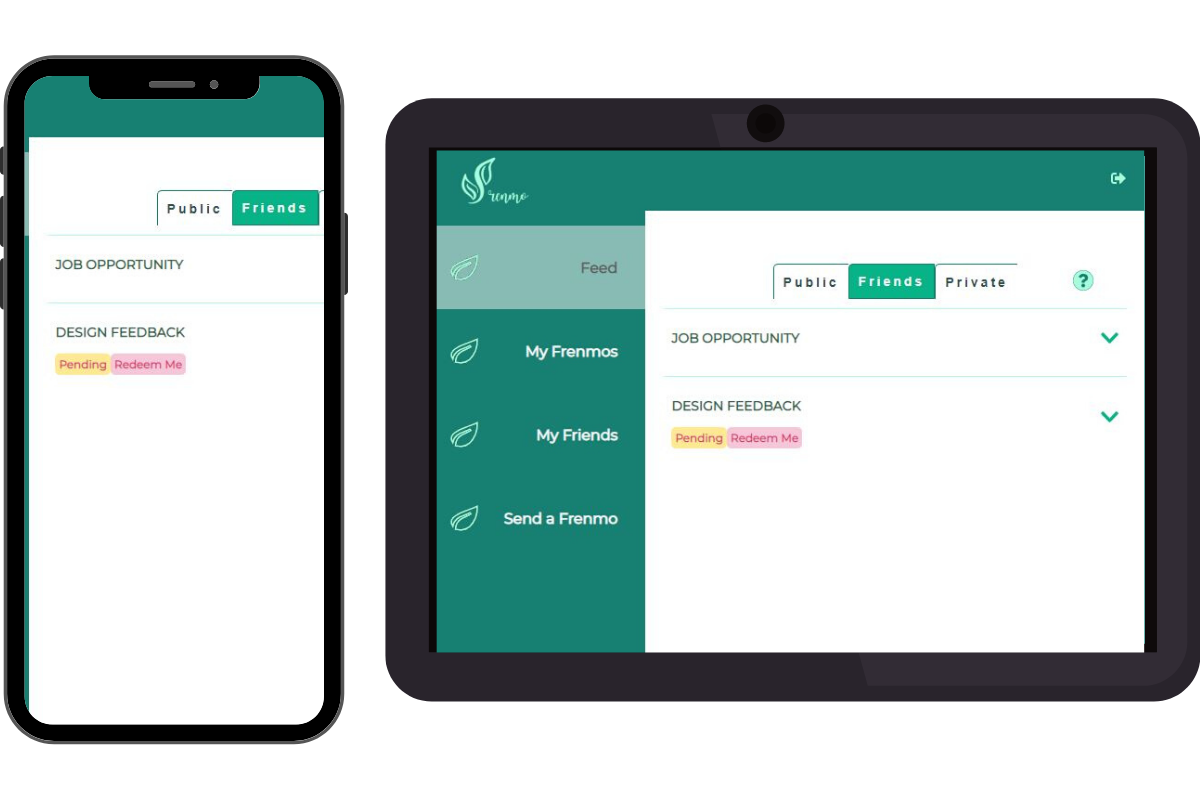 Public Friends
JOB OPPORTUNITY
DESIGN FEEDBACK
Pending Redeem Me
Frenmo
Feed
My Frenmos
My Friends
Send a Frenmo
Public Friends Private
?
JOB OPPORTUNITY
DESIGN FEEDBACK
Pending Redeem Me